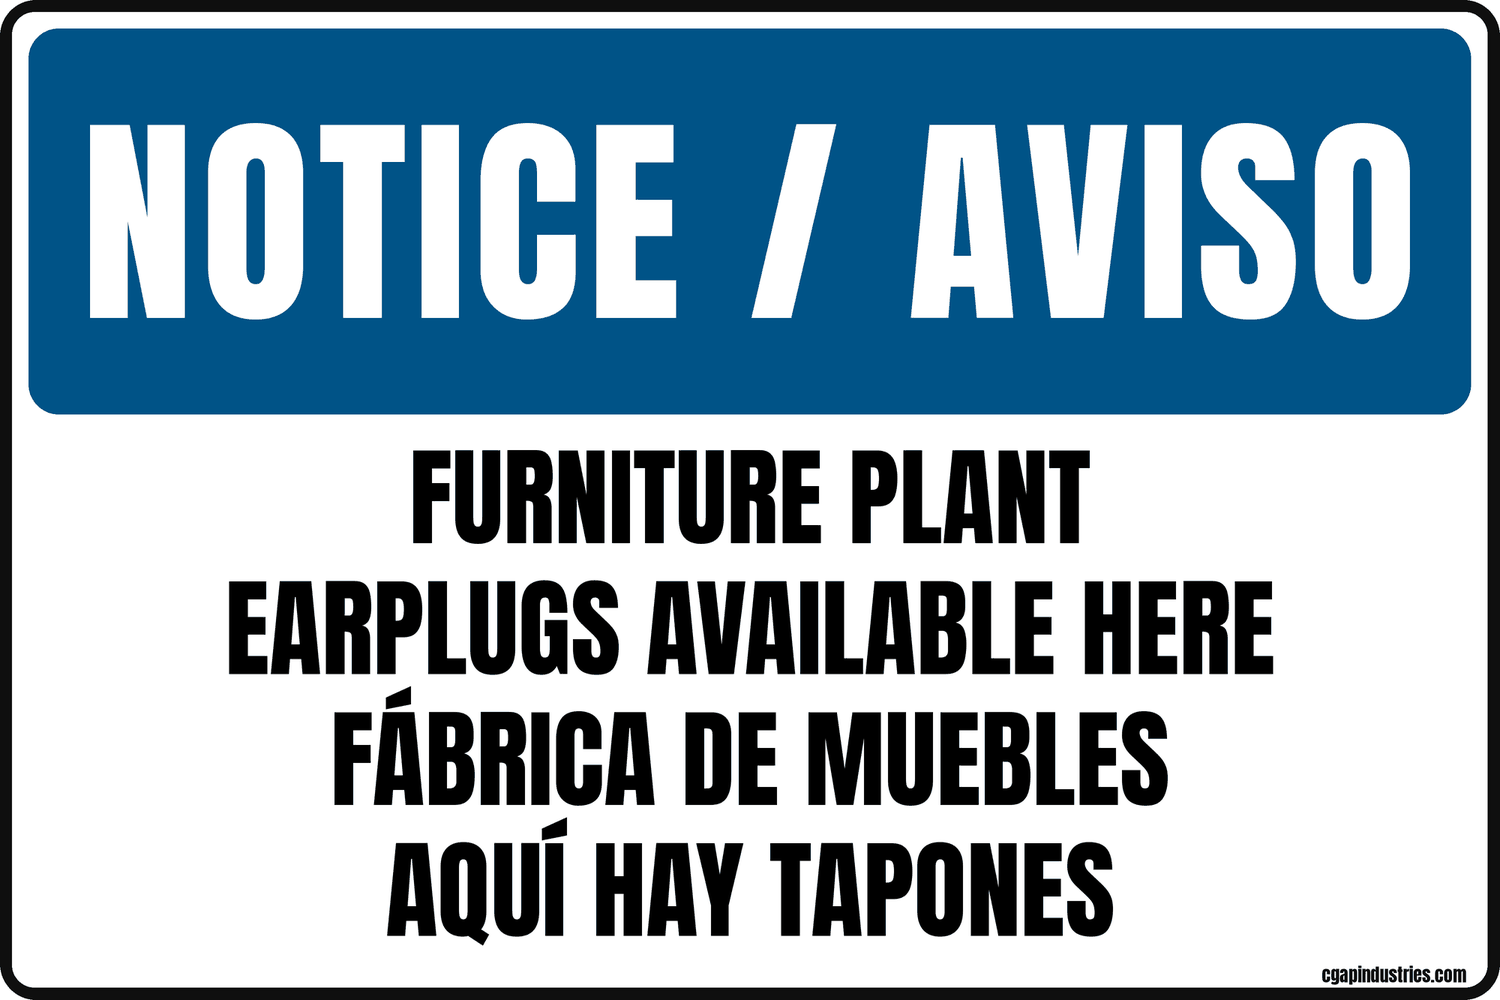 NOTICE / AVISO
FURNITURE PLANT
EARPLUGS AVAILABLE HERE
FÁBRICA DE MUEBLES
AQUÍ HAY TAPONES
cgapindustries.com